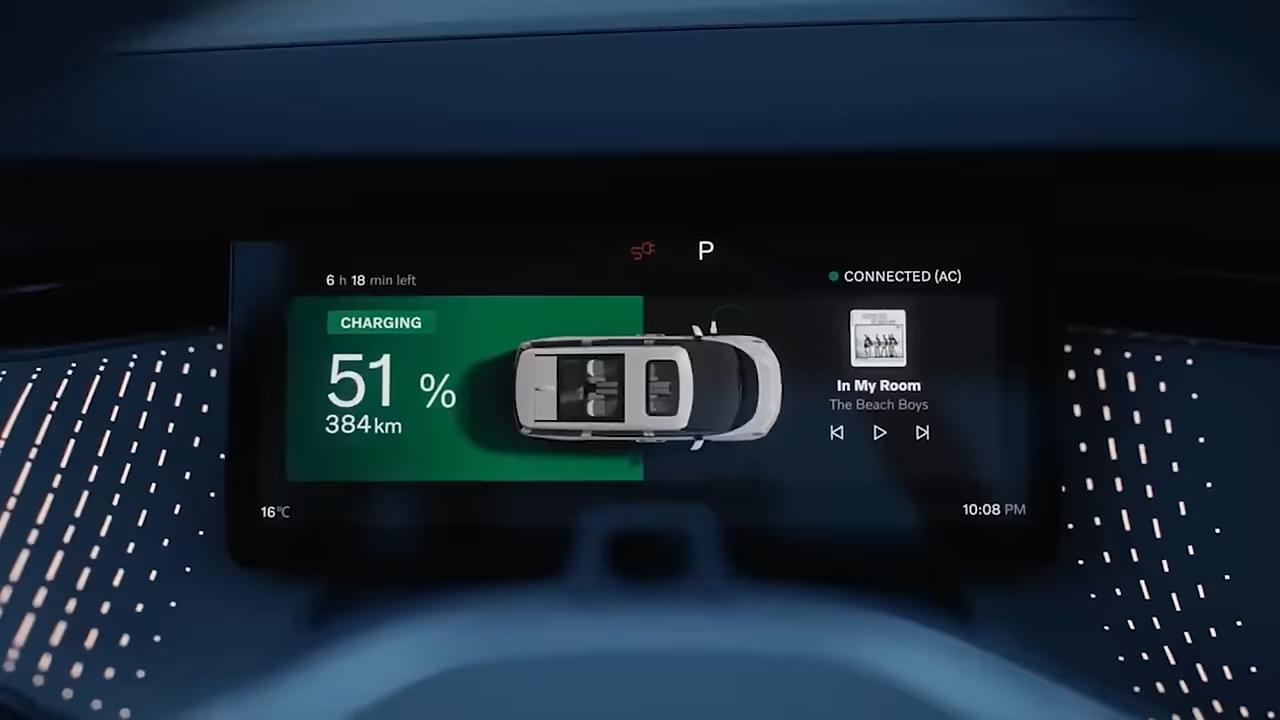 P
6 h 18 min left
CONNECTED (AC)
CHARGING
51 %
384 km
In My Room
The Beach Boys
16°C
10:08 PM